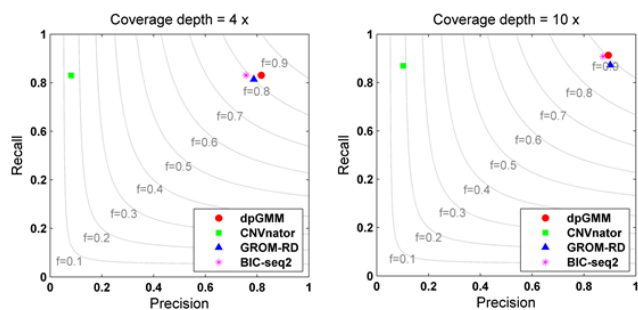 Coverage depth = 4 x
1
0.8
0.6
0.2
0.2
0
0
0.2
0.4
0.6
0.8
1
Recall
Precision
f=0.9
f=0.8
f=0.7
f=0.6
f=0.5
f=0.4
f=0.3
f=0.2
f=0.1
dpGMM
CNVnator
GROM-RD
BIC-seq2
Coverage depth = 10 x
1
0.8
0.6
0.2
0.2
0
0
0.2
0.4
0.6
0.8
1
Recall
Precision
f=0.9
f=0.8
f=0.7
f=0.6
f=0.5
f=0.4
f=0.3
f=0.2
f=0.1
dpGMM
CNVnator
GROM-RD
BIC-seq2